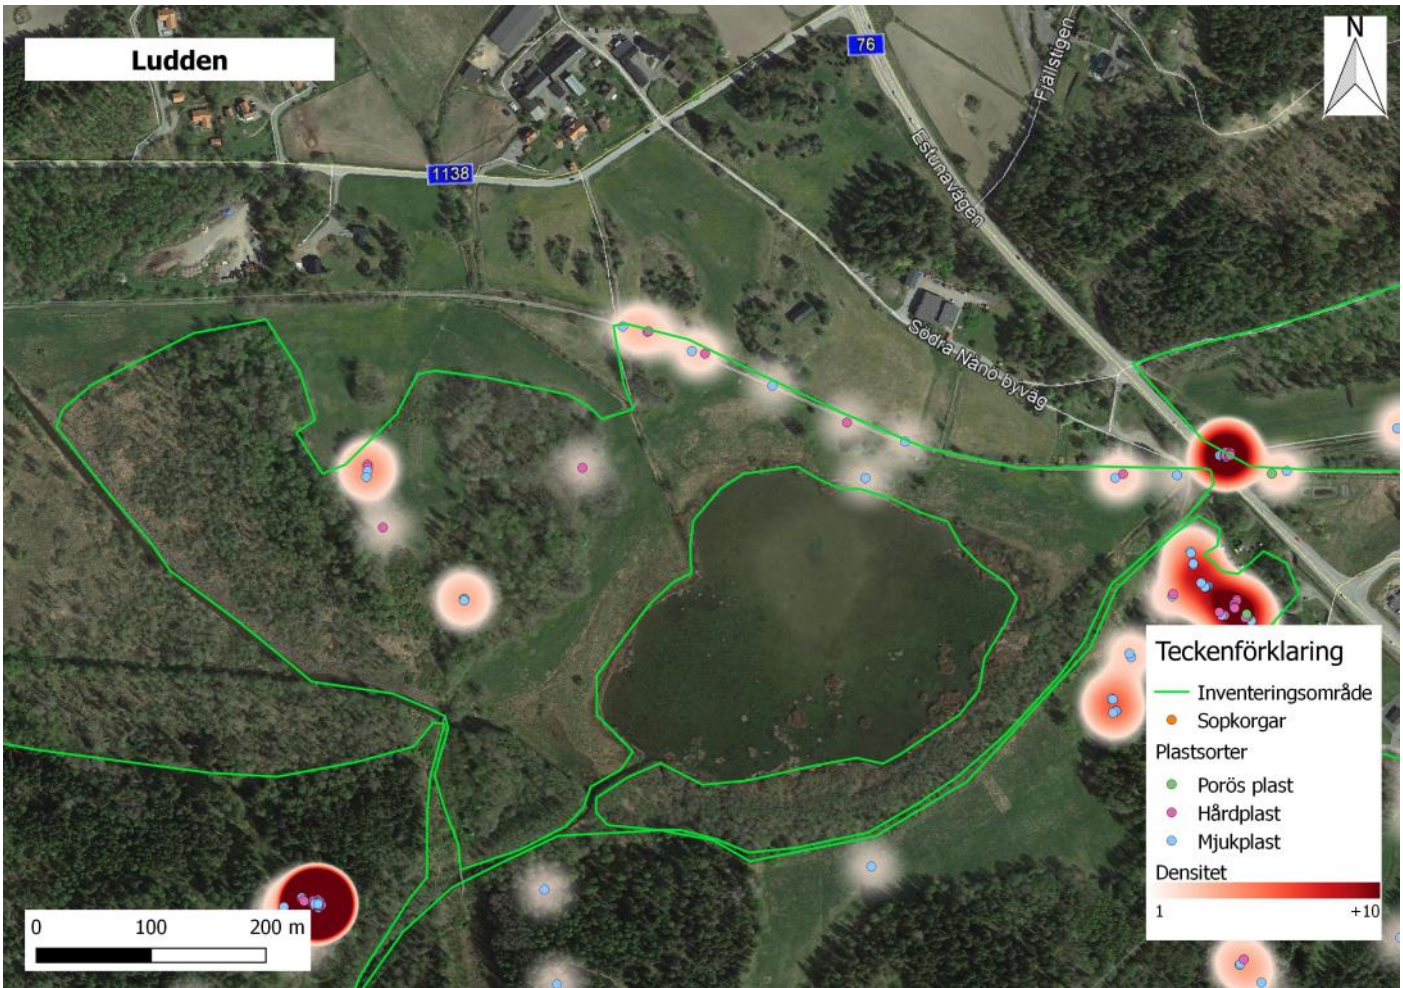 Ludden
76
N
Fjällstigen
1138
Estunavägen
Södra Nänö byväg
Teckenförklaring
Inventeringsområde
Sopkorgar
Plastsorter
Porös plast
Hårdplast
Mjukplast
Densitet
1 +10
0 100 200 m